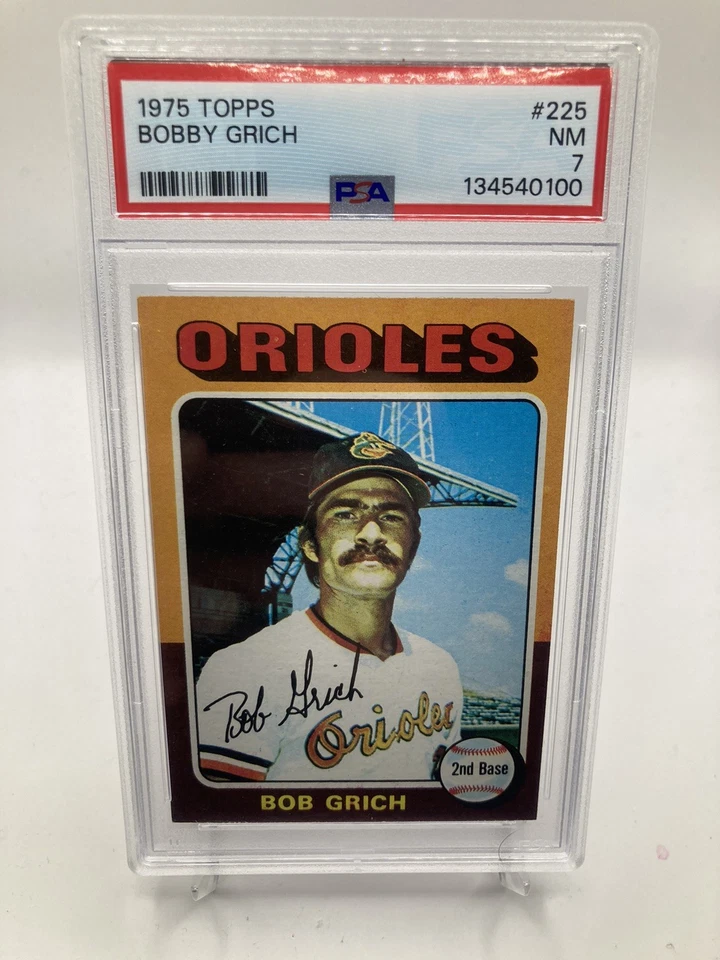 1975 TOPPS #225
BOBBY GRICH NM
7
PSA 134540100
ORIOLES
Bob Grich
Orioles
2nd Base
BOB GRICH